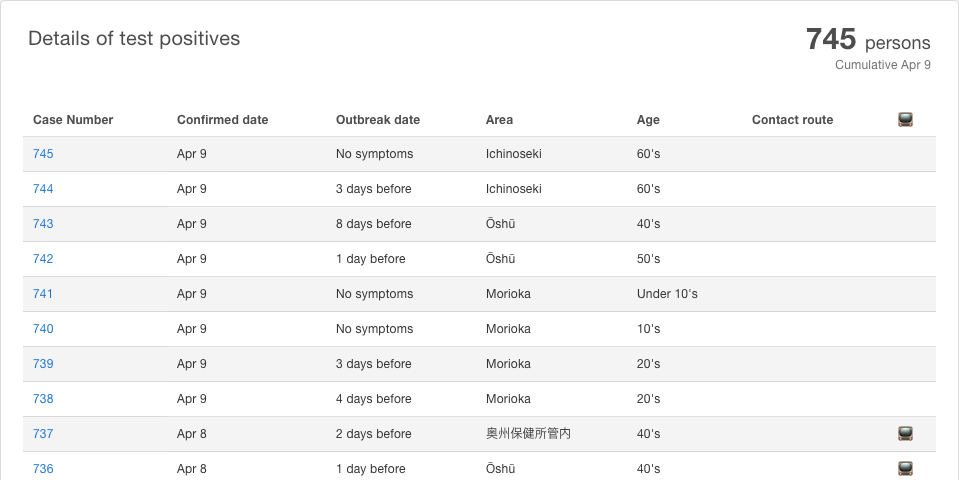 Details of test positives
745 persons
Cumulative Apr 9
Case Number Confirmed date Outbreak date Area Age Contact route
745 Apr 9 No symptoms Ichinoseki 60's
744 Apr 9 3 days before Ichinoseki 60's
743 Apr 9 8 days before Ōshū 40's
742 Apr 9 1 day before Ōshū 50's
741 Apr 9 No symptoms Morioka Under 10's
740 Apr 9 No symptoms Morioka 10's
739 Apr 9 3 days before Morioka 20's
738 Apr 9 4 days before Morioka 20's
737 Apr 8 2 days before 奥州保健所管内 40's
736 Apr 8 1 day before Ōshū 40's